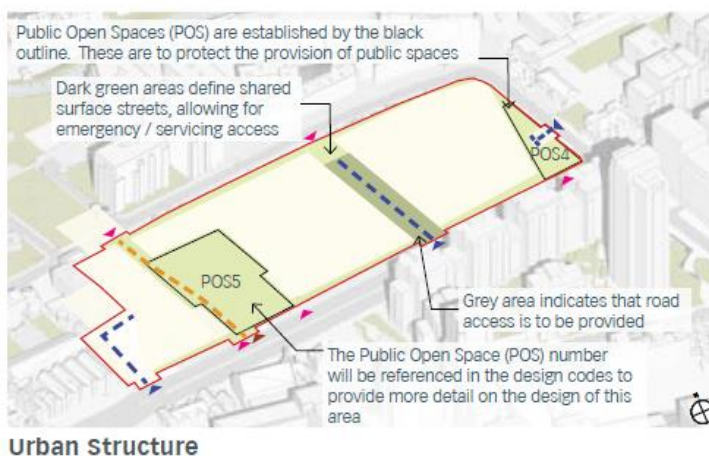 Public Open Spaces (POS) are established by the black
outline. These are to protect the provision of public spaces
Dark green areas define shared
surface streets, allowing for
emergency / servicing access
POS4
POS5
Grey area indicates that road
access is to be provided
The Public Open Space (POS) number
will be referenced in the design codes to
provide more detail on the design of this
area
Urban Structure